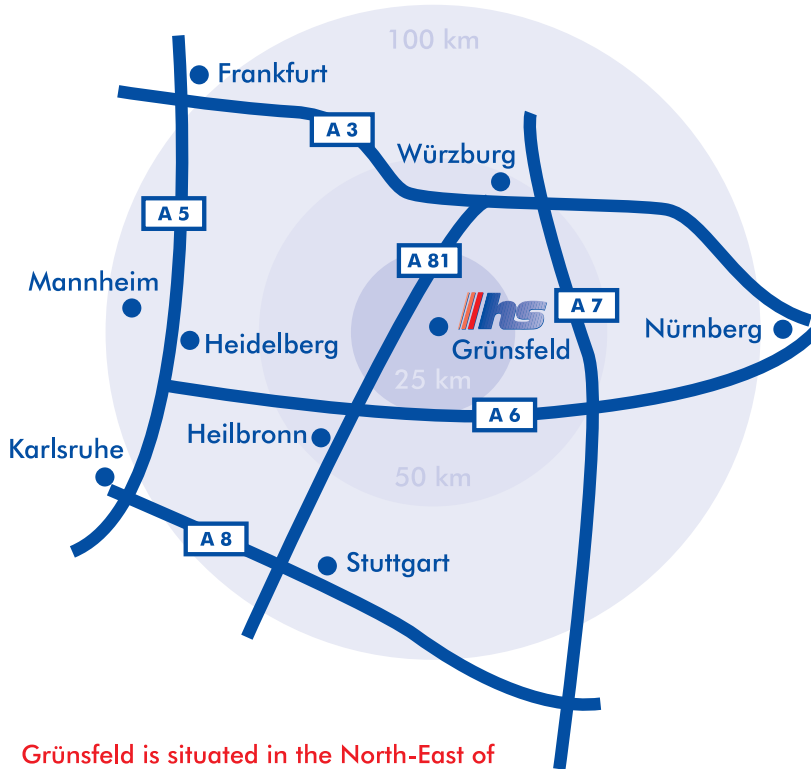 100 km
Frankfurt
A 3
Würzburg
A 5
A 81
Mannheim
A 7
hs
Nürnberg
Heidelberg
Grünsfeld
25 km
A 6
Heilbronn
Karlsruhe
50 km
A 8
Stuttgart
Grünsfeld is situated in the North-East of